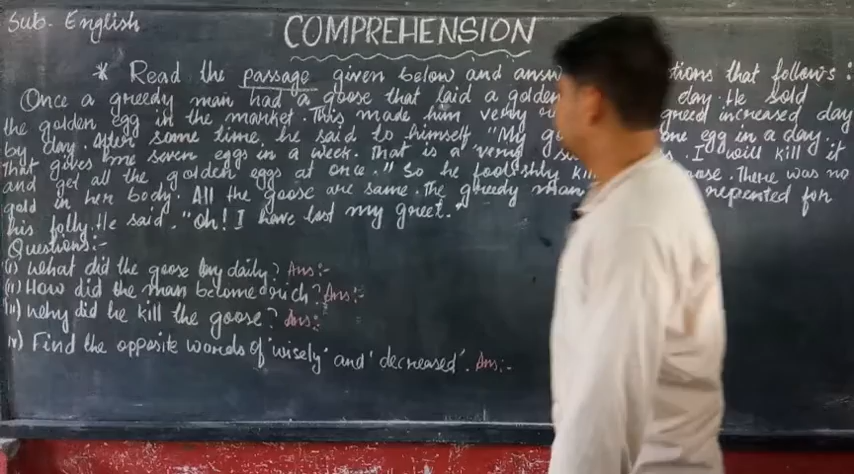 Sub. English
COMPREHENSION
* Read the passage given below and answ tions that follows:
Once a greedy man had a goose that laid a golden day. He sold
the golden egg in the market. This made him very greed increased day
by day. After some time, he said to himself "My one egg in a day.
That gives me seven eggs in a week. That is a very . I will kill it
and get all the golden eggs at once." So he foolishly oose. There was no
gold in her body. All the goose are same. The greedy man repented for
his folly. He said. "Oh! I have lost my greet."
Questions:-
(i) What did the goose lay daily? Ans:-
(ii) How did the man become rich? Ans:-
iii) Why did he kill the goose? Ans:
iv) Find the opposite words of 'wisely' and 'decreased'. Ans:-